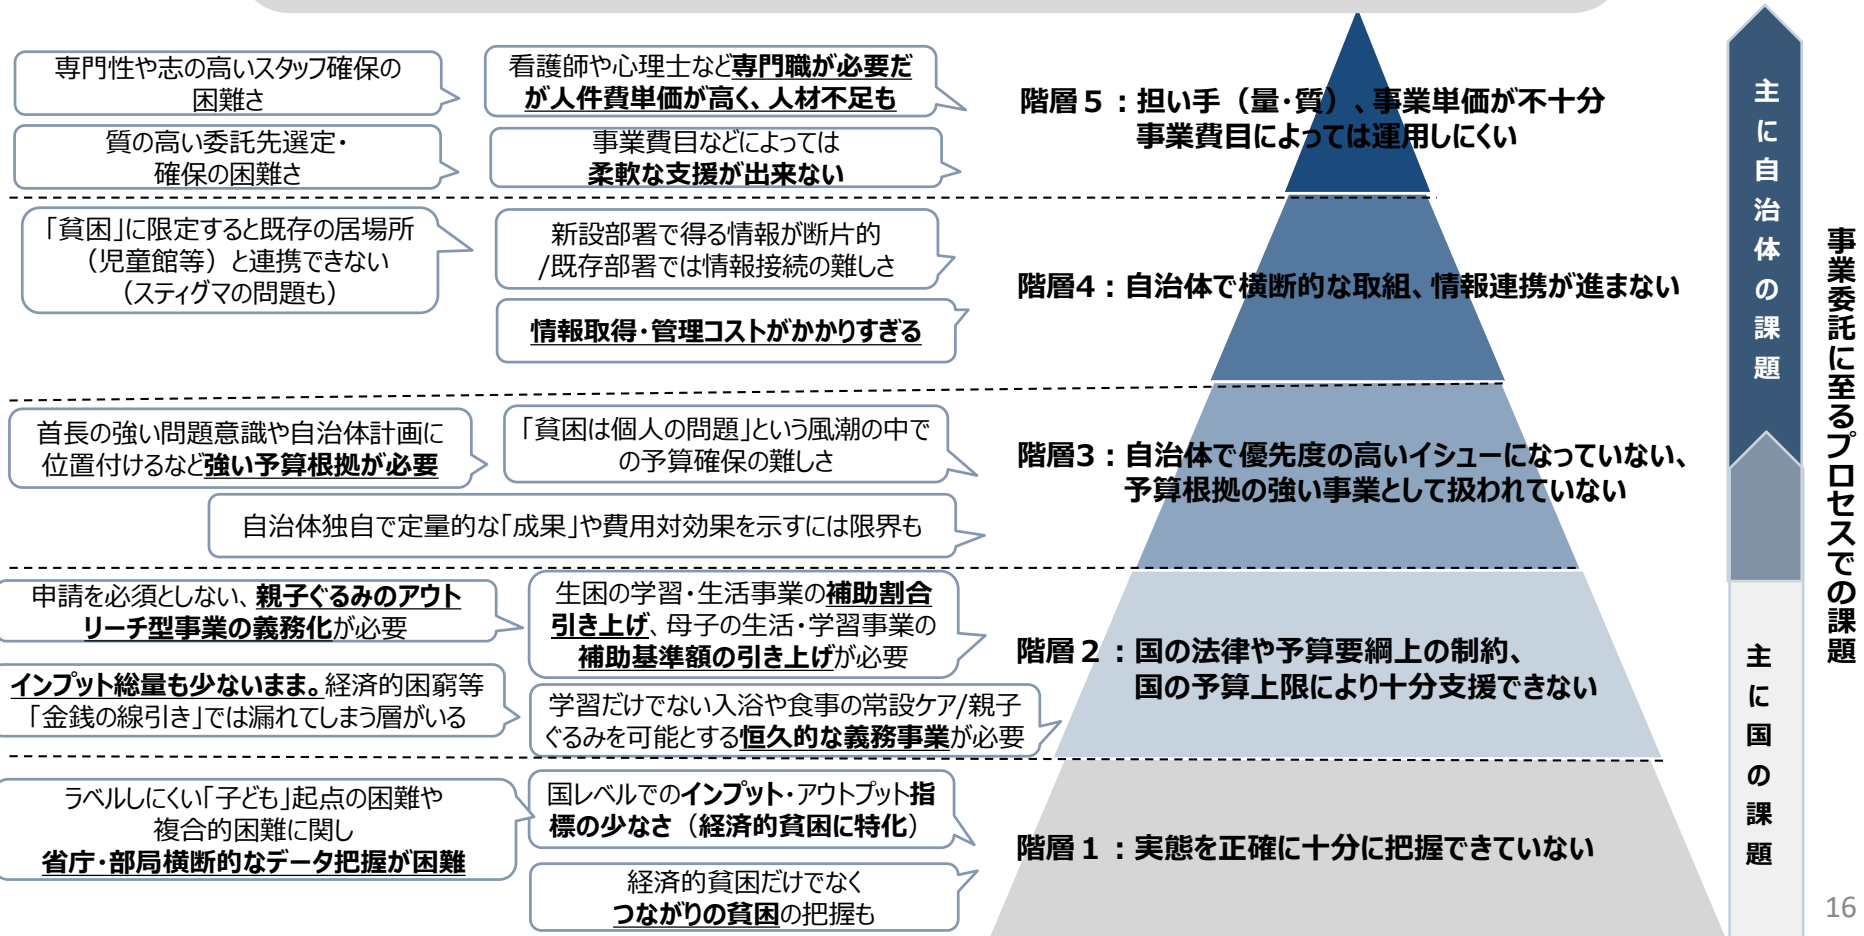 専門性や志の高いスタッフ確保の
困難さ
看護師や心理士など専門職が必要だ
が人件費単価が高く、人材不足も
質の高い委託先選定・
確保の困難さ
事業費目などによっては
柔軟な支援が出来ない
階層５：担い手（量・質）、事業単価が不十分
事業費目によっては運用しにくい
「貧困」に限定すると既存の居場所
（児童館等）と連携できない
（スティグマの問題も）
新設部署で得る情報が断片的
/既存部署では情報接続の難しさ
情報取得・管理コストがかかりすぎる
階層4：自治体で横断的な取組、情報連携が進まない
首長の強い問題意識や自治体計画に
位置付けるなど強い予算根拠が必要
「貧困は個人の問題」という風潮の中で
の予算確保の難しさ
自治体独自で定量的な「成果」や費用対効果を示すには限界も
階層3：自治体で優先度の高いイシューになっていない、
予算根拠の強い事業として扱われていない
申請を必須としない、親子ぐるみのアウト
リーチ型事業の義務化が必要
生困の学習・生活事業の補助割合
引き上げ、母子の生活・学習事業の
補助基準額の引き上げが必要
インプット総量も少ないまま。経済的困窮等
「金銭の線引き」では漏れてしまう層がいる
学習だけでない入浴や食事の常設ケア/親子
ぐるみを可能とする恒久的な義務事業が必要
階層２：国の法律や予算要綱上の制約、
国の予算上限により十分支援できない
ラベルしにくい「子ども」起点の困難や
複合的困難に関し
省庁・部局横断的なデータ把握が困難
国レベルでのインプット・アウトプット指
標の少なさ（経済的貧困に特化）
経済的貧困だけでなく
つながりの貧困の把握も
階層１：実態を正確に十分に把握できていない
主に自治体の課題
主に国の課題
事業委託に至るプロセスでの課題
16